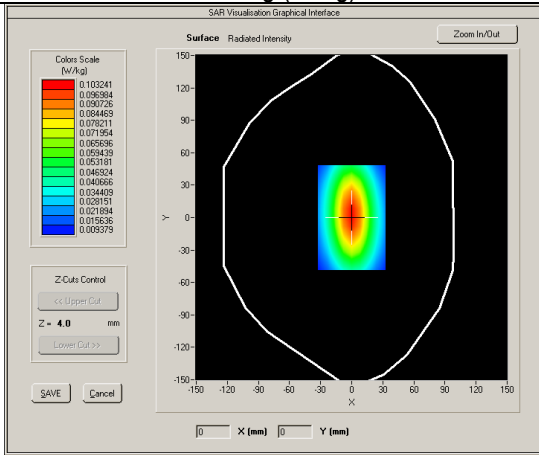 SAR Visualisation Graphical Interface
Surface Radiated Intensity
Zoom In/Out
Colors Scale
(W/kg)
0.103241
0.096984
0.090726
0.084469
0.078211
0.071954
0.065696
0.059439
0.053181
0.046924
0.040666
0.034409
0.028151
0.021894
0.015636
0.009379
Z-Cuts Control
<< Upper Cut
Z = 4.0 mm
Lower Cut >>
SAVE Cancel
150-
120-
90-
60-
30-
0-
-30-
-60-
-90-
-120-
-150-
Y
-150 -120 -90 -60 -30 0 30 60 90 120 150
X
0 X (mm) 0 Y (mm)